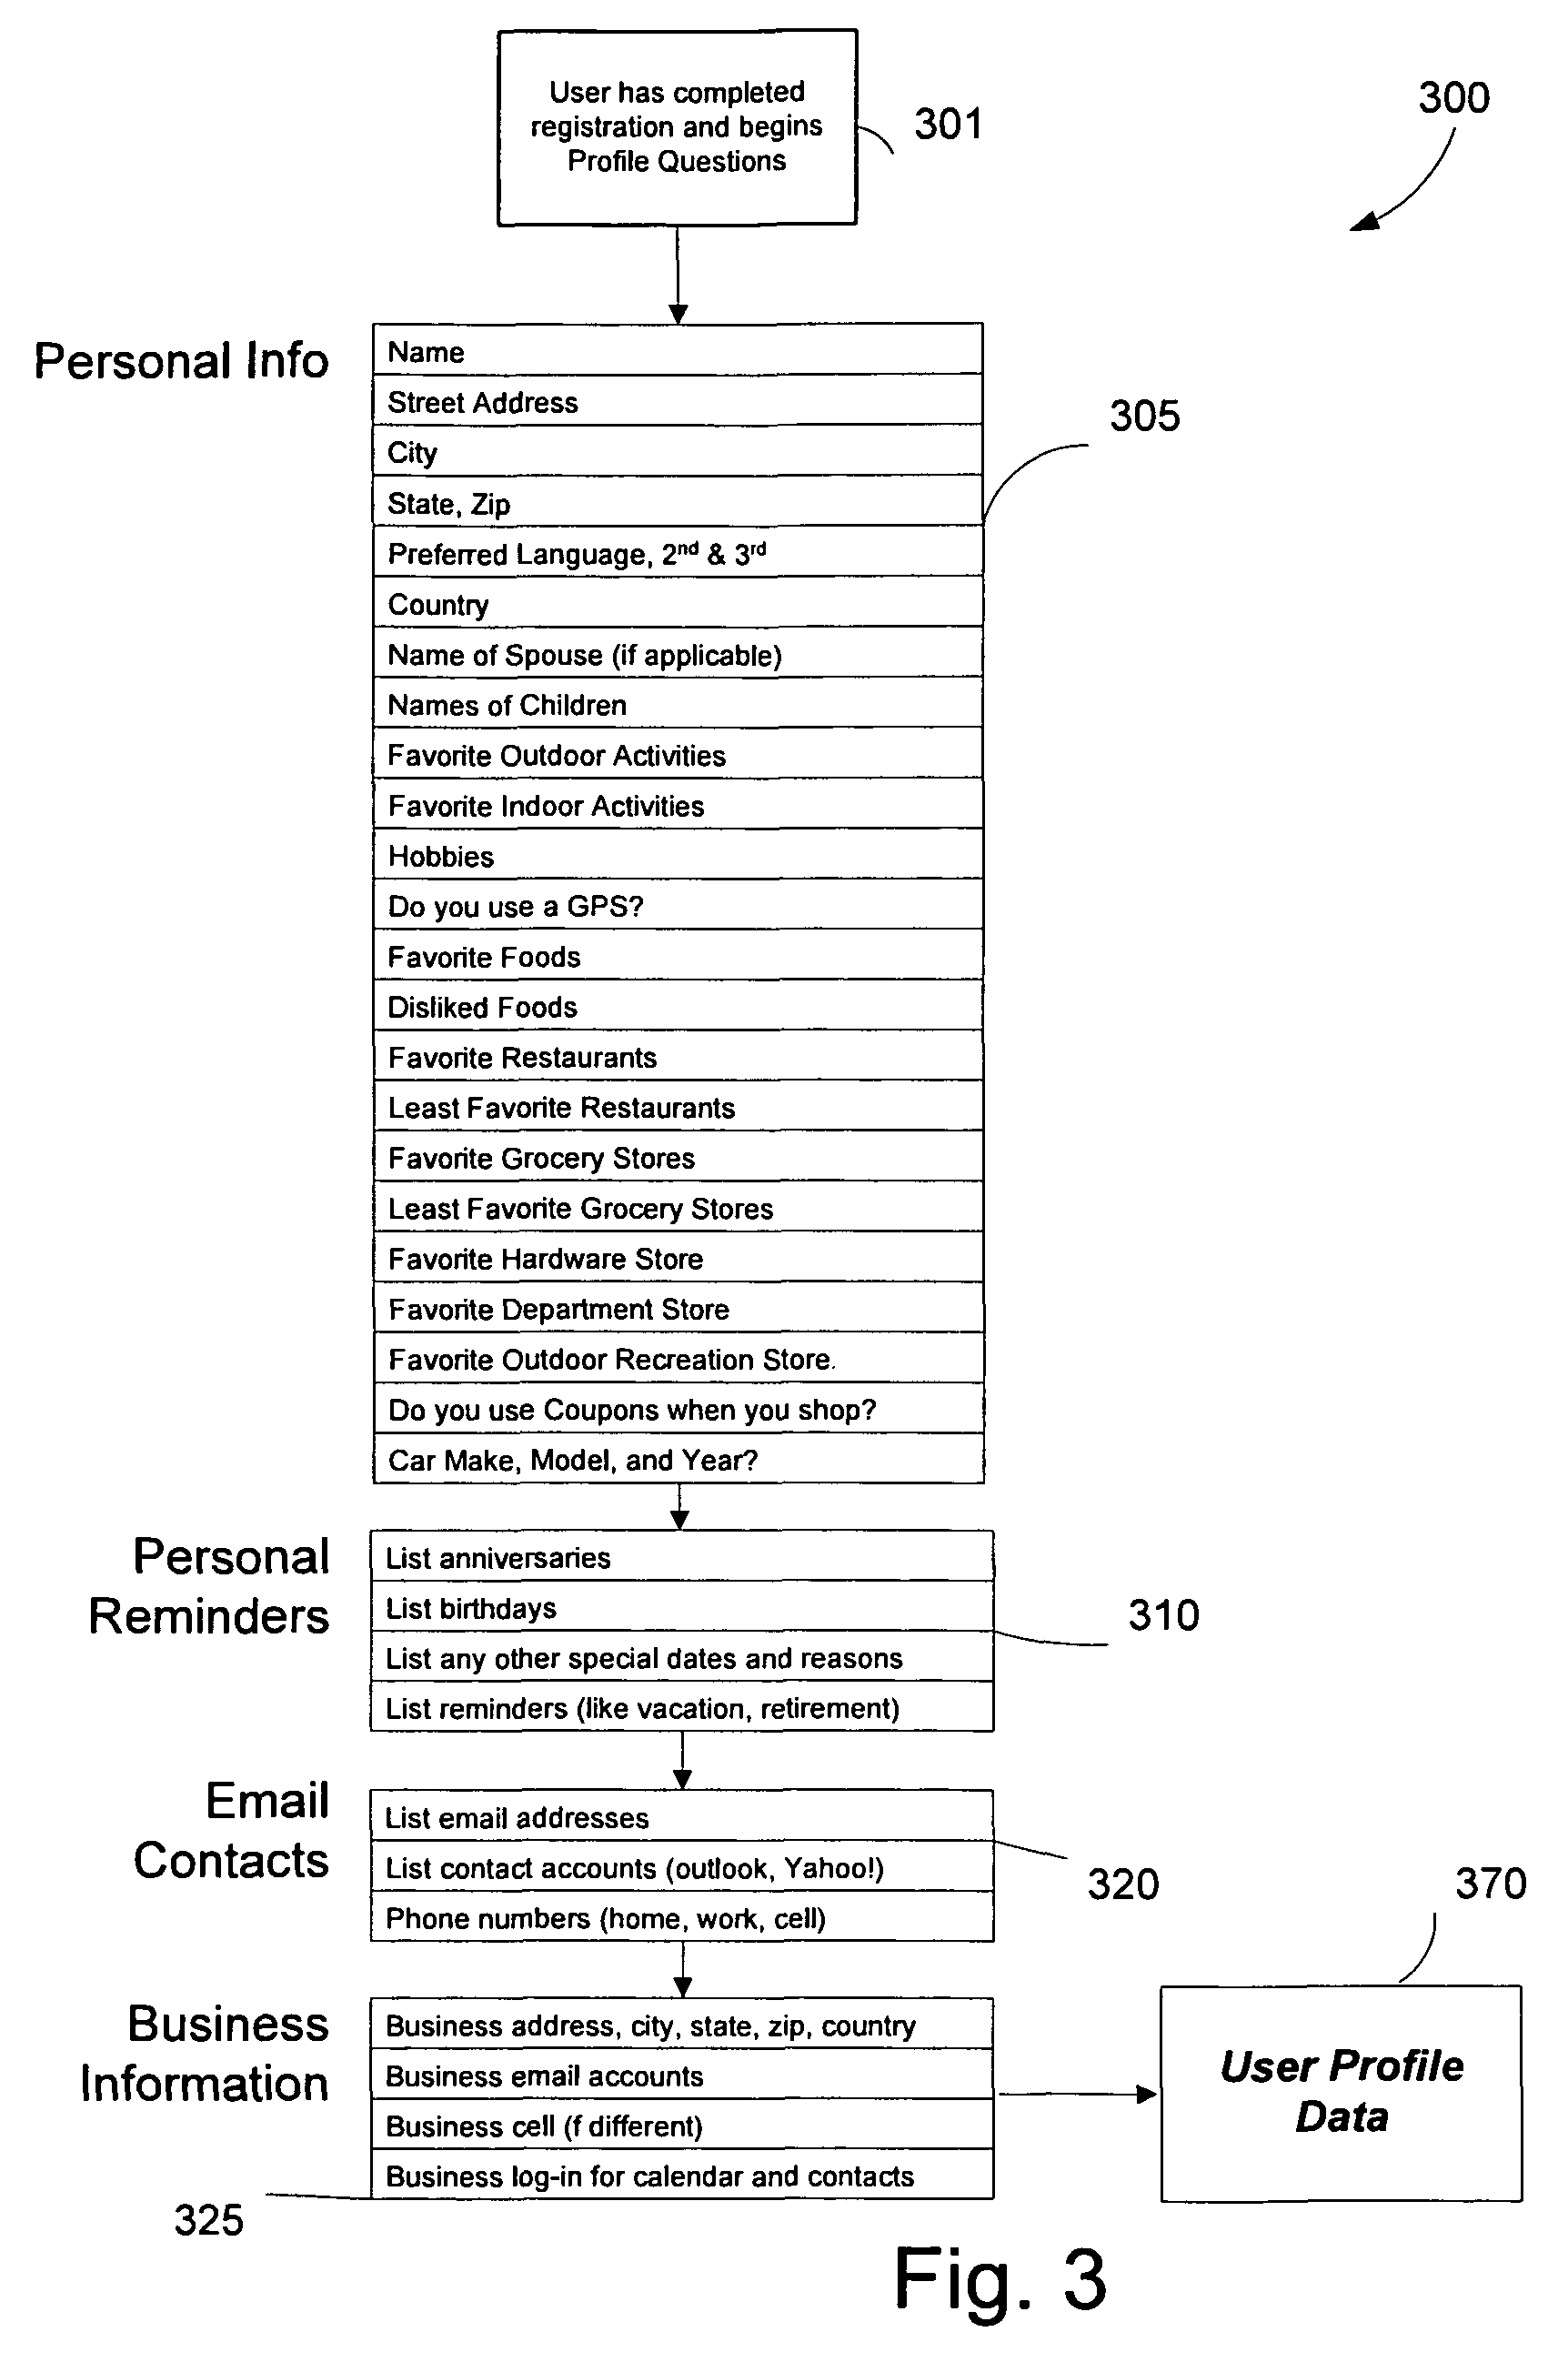 User has completed
registration and begins
Profile Questions
301
300
Personal Info
Name
Street Address
City
State, Zip
305
Preferred Language, 2nd & 3rd
Country
Name of Spouse (if applicable)
Names of Children
Favorite Outdoor Activities
Favorite Indoor Activities
Hobbies
Do you use a GPS?
Favorite Foods
Disliked Foods
Favorite Restaurants
Least Favorite Restaurants
Favorite Grocery Stores
Least Favorite Grocery Stores
Favorite Hardware Store
Favorite Department Store
Favorite Outdoor Recreation Store.
Do you use Coupons when you shop?
Car Make, Model, and Year?
Personal
Reminders
List anniversaries
List birthdays
List any other special dates and reasons
List reminders (like vacation, retirement)
310
Email
Contacts
List email addresses
List contact accounts (outlook, Yahoo!)
Phone numbers (home, work, cell)
320
370
Business
Information
Business address, city, state, zip, country
Business email accounts
Business cell (f different)
Business log-in for calendar and contacts
325
User Profile
Data
Fig. 3